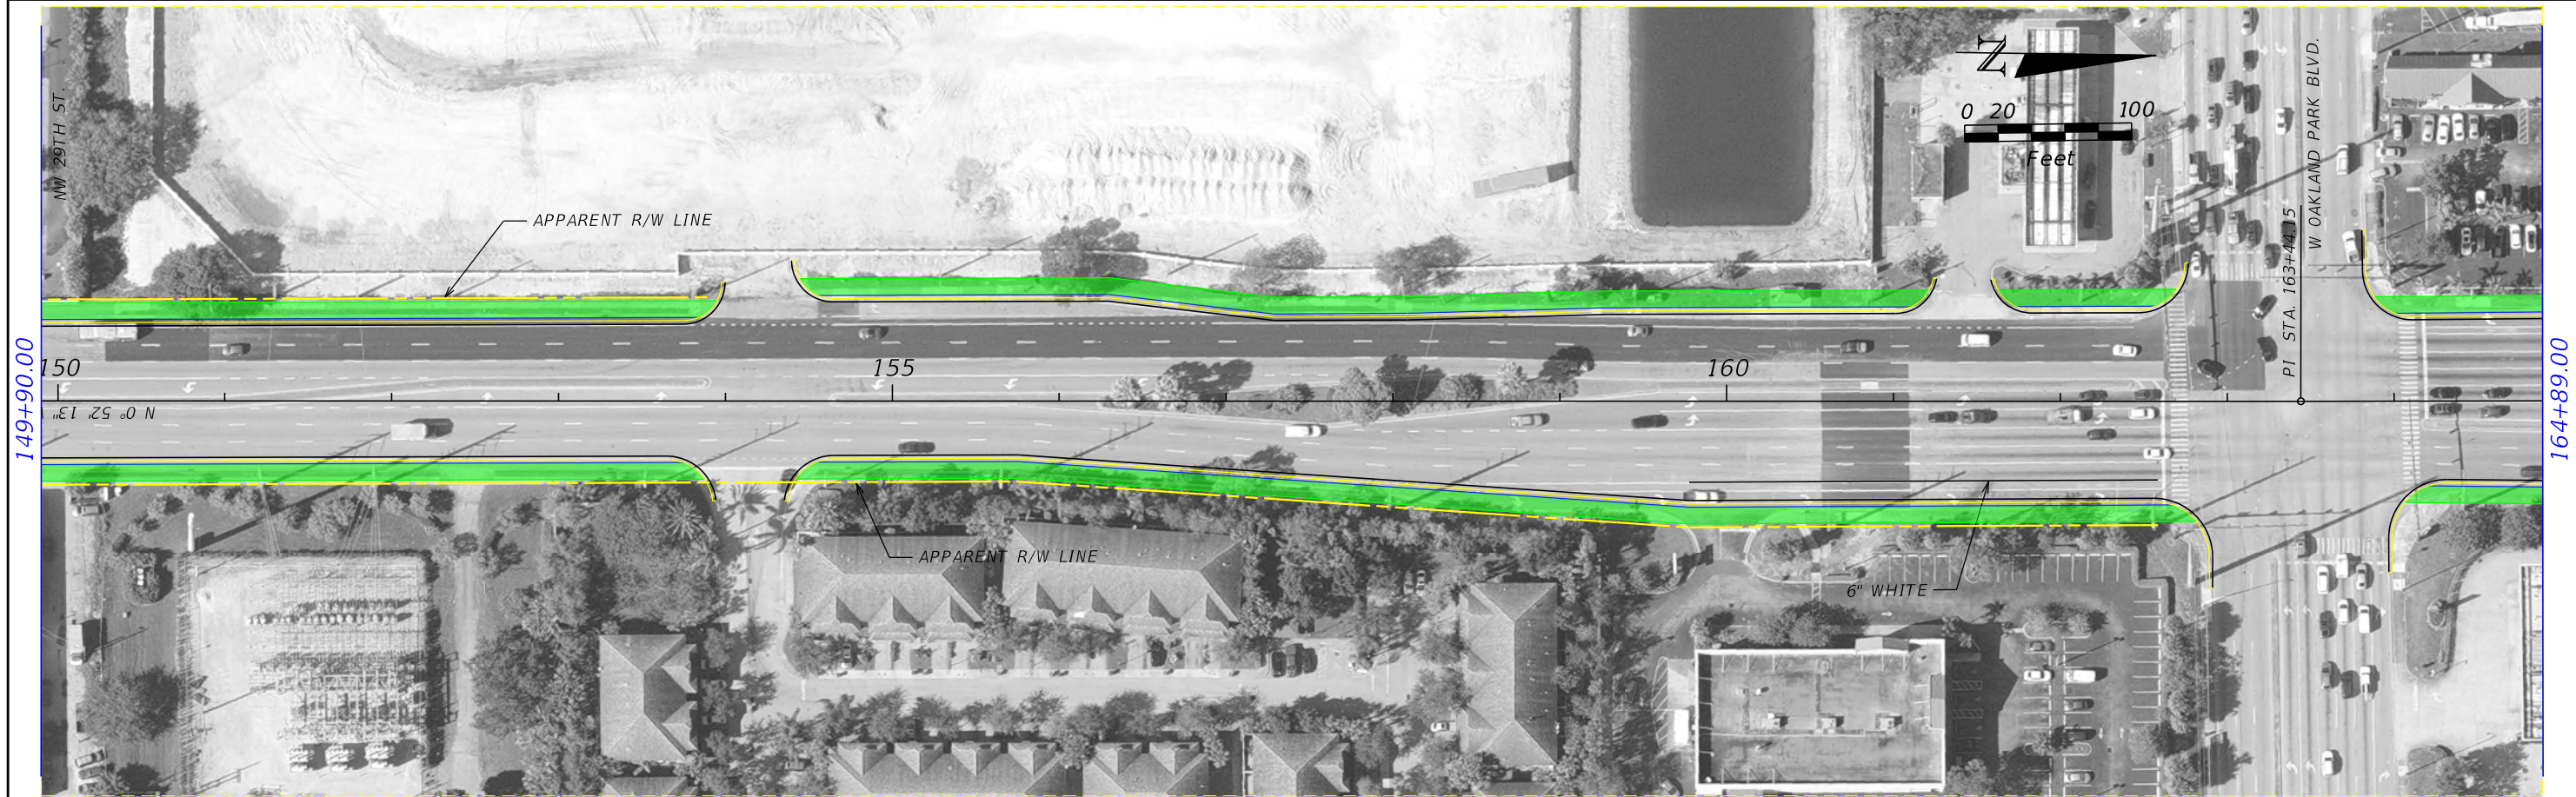 NW 29TH ST.
APPARENT R/W LINE
N
0 20 100
Feet
W OAKLAND PARK BLVD.
PI STA. 163+44.15
149+90.00
150
155
160
164+89.00
N 0° 52' 13"
APPARENT R/W LINE
6" WHITE